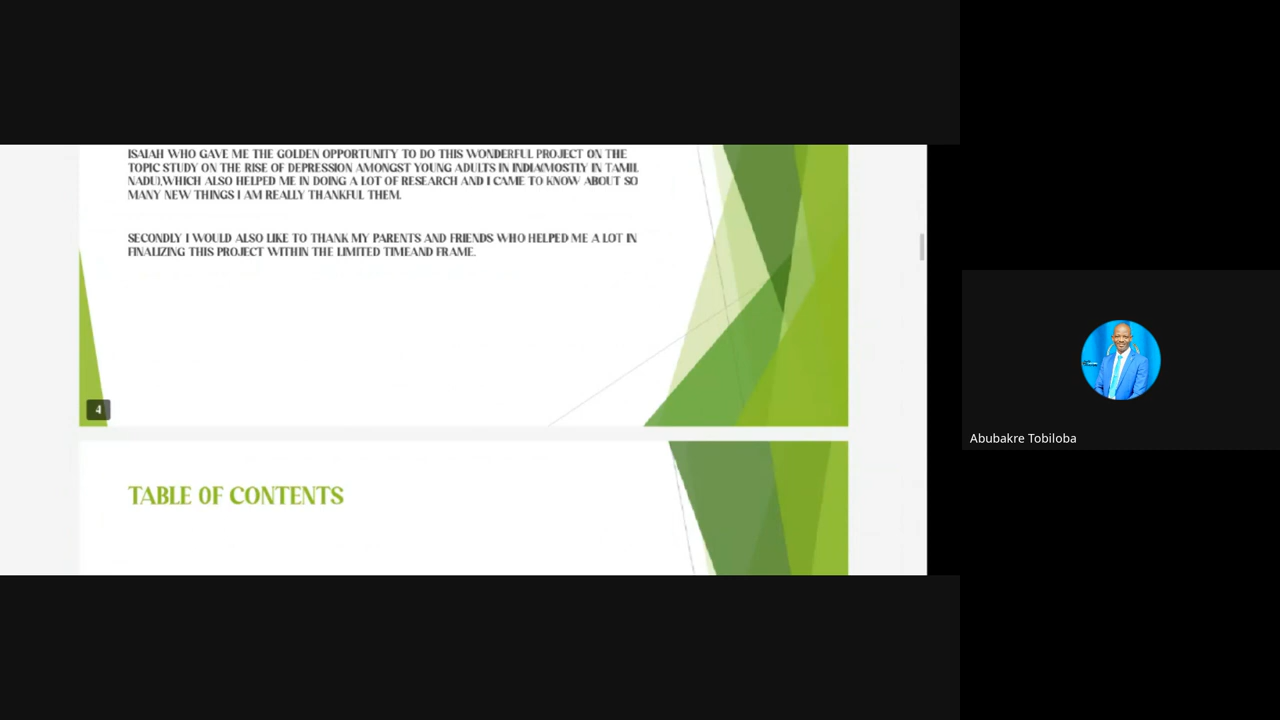 ISAIAH WHO GAVE ME THE GOLDEN OPPORTUNITY TO DO THIS WONDERFUL PROJECT ON THE
TOPIC STUDY ON THE RISE OF DEPRESSION AMONGST YOUNG ADULTS IN INDIA(MOSTLY IN TAMIL
NADU),WHICH ALSO HELPED ME IN DOING A LOT OF RESEARCH AND I CAME TO KNOW ABOUT SO
MANY NEW THINGS I AM REALLY THANKFUL THEM.
SECONDLY I WOULD ALSO LIKE TO THANK MY PARENTS AND FRIENDS WHO HELPED ME A LOT IN
FINALIZING THIS PROJECT WITHIN THE LIMITED TIMEAND FRAME.
4
TABLE 0F CONTENTS
Abubakre Tobiloba